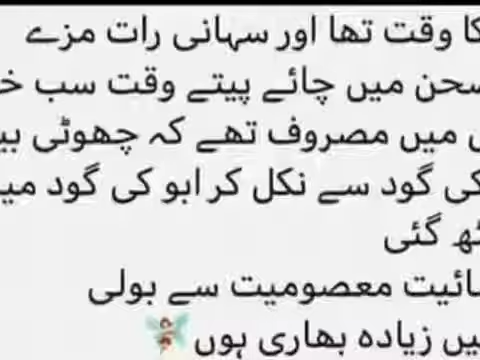 کا وقت تھا اور سہانی رات مزے
صحن میں چائے پیتے وقت سب
میں مصروف تھے کہ چھوٹی
کی گود سے نکل کر ابو کی گود
گئی
معصومیت سے بولی
زیادہ بھاری ہوں